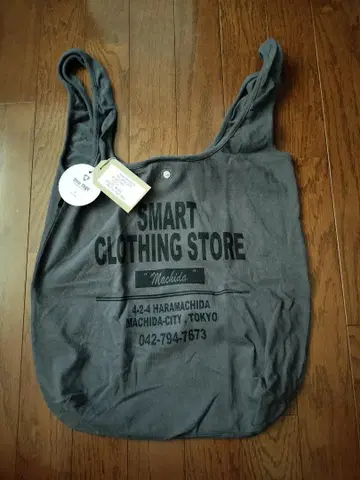 SMART
CLOTHING STORE
"Machida"
4-2-4 HARAMACHIDA
MACHIDA-CITY, TOKYO
042-794-7673